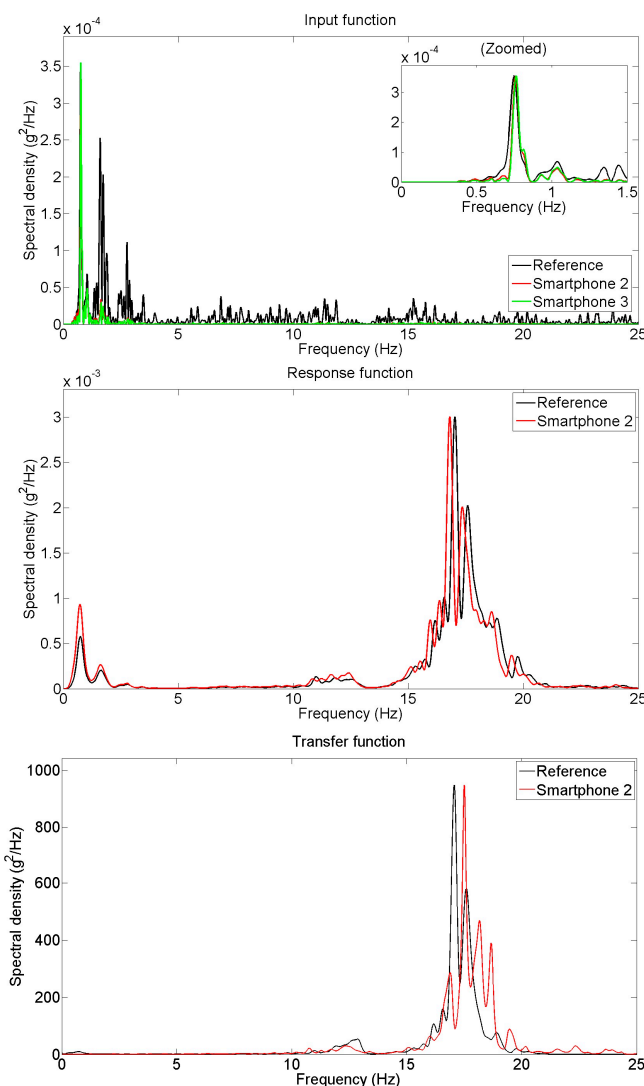 Input function
x 10^-4
Spectral density (g^2/Hz)
3.5
3
2.5
2
1.5
1
0.5
0
0 5 10 15 20 25
Frequency (Hz)
(Zoomed)
x 10^-4
3
2
1
0
0 0.5 1 1.5
Frequency (Hz)
Reference
Smartphone 2
Smartphone 3
Response function
x 10^-3
Spectral density (g^2/Hz)
3
2.5
2
1.5
1
0.5
0
0 5 10 15 20 25
Frequency (Hz)
Reference
Smartphone 2
Transfer function
Spectral density (g^2/Hz)
1000
800
600
400
200
0
0 5 10 15 20 25
Frequency (Hz)
Reference
Smartphone 2